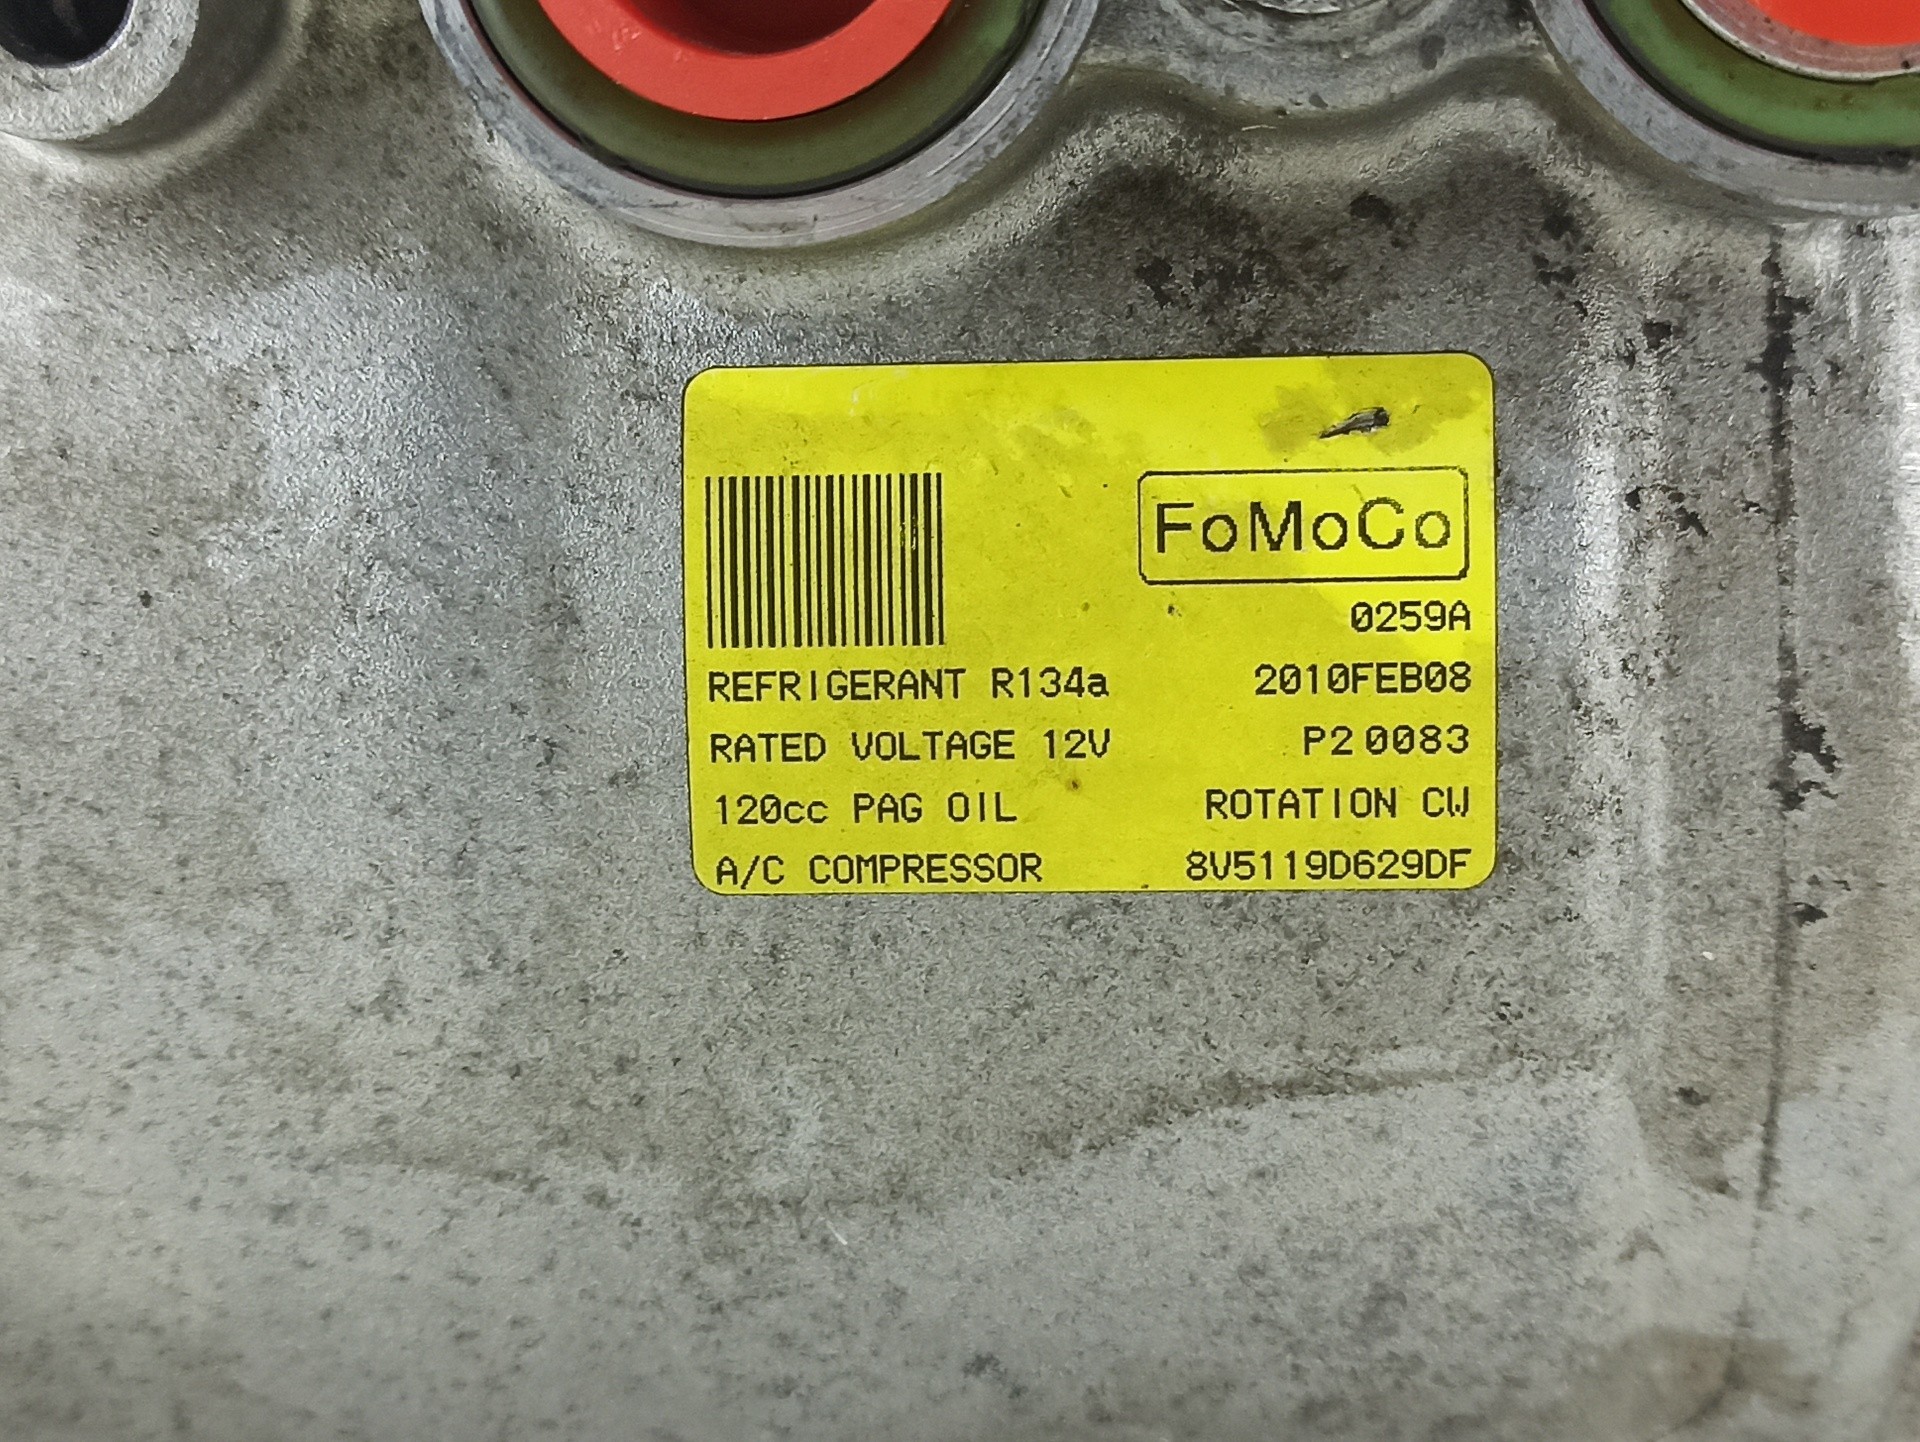 FoMoCo
0259A
REFRIGERANT R134a 2010FEB08
RATED VOLTAGE 12V P2 0083
120cc PAG OIL ROTATION CW
A/C COMPRESSOR 8V5119D629DF